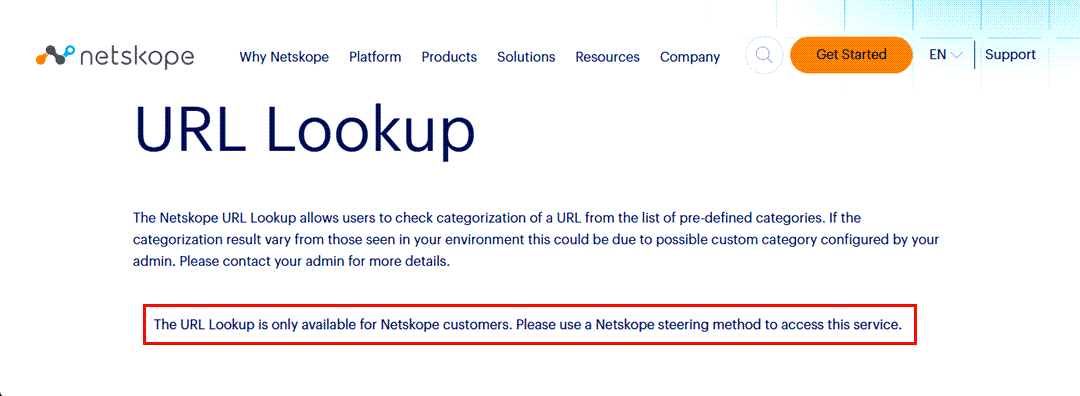 netskope Why Netskope Platform Products Solutions Resources Company Get Started EN Support
URL Lookup
The Netskope URL Lookup allows users to check categorization of a URL from the list of pre-defined categories. If the
categorization result vary from those seen in your environment this could be due to possible custom category configured by your
admin. Please contact your admin for more details.
The URL Lookup is only available for Netskope customers. Please use a Netskope steering method to access this service.